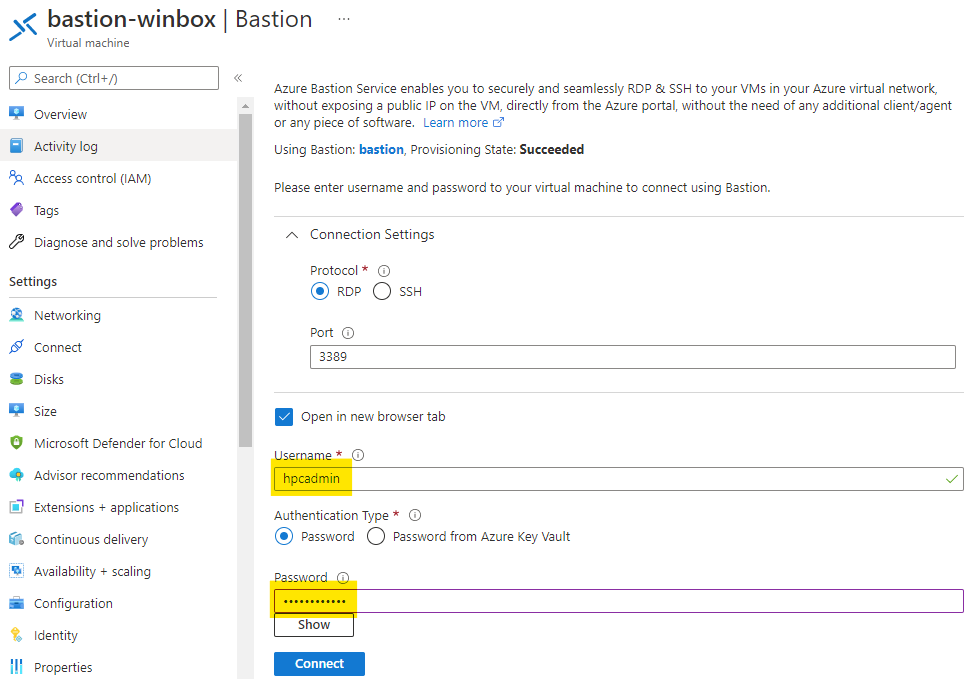 bastion-winbox | Bastion ...
Virtual machine
Search (Ctrl+/)
«
Overview
Activity log
Access control (IAM)
Tags
Diagnose and solve problems
Settings
Networking
Connect
Disks
Size
Microsoft Defender for Cloud
Advisor recommendations
Extensions + applications
Continuous delivery
Availability + scaling
Configuration
Identity
Properties
Azure Bastion Service enables you to securely and seamlessly RDP & SSH to your VMs in your Azure virtual network,
without exposing a public IP on the VM, directly from the Azure portal, without the need of any additional client/agent
or any piece of software. Learn more
Using Bastion: bastion, Provisioning State: Succeeded
Please enter username and password to your virtual machine to connect using Bastion.
Connection Settings
Protocol *
RDP SSH
Port
3389
Open in new browser tab
Username *
hpcadmin
Authentication Type *
Password Password from Azure Key Vault
Password
••••••••••••
Show
Connect